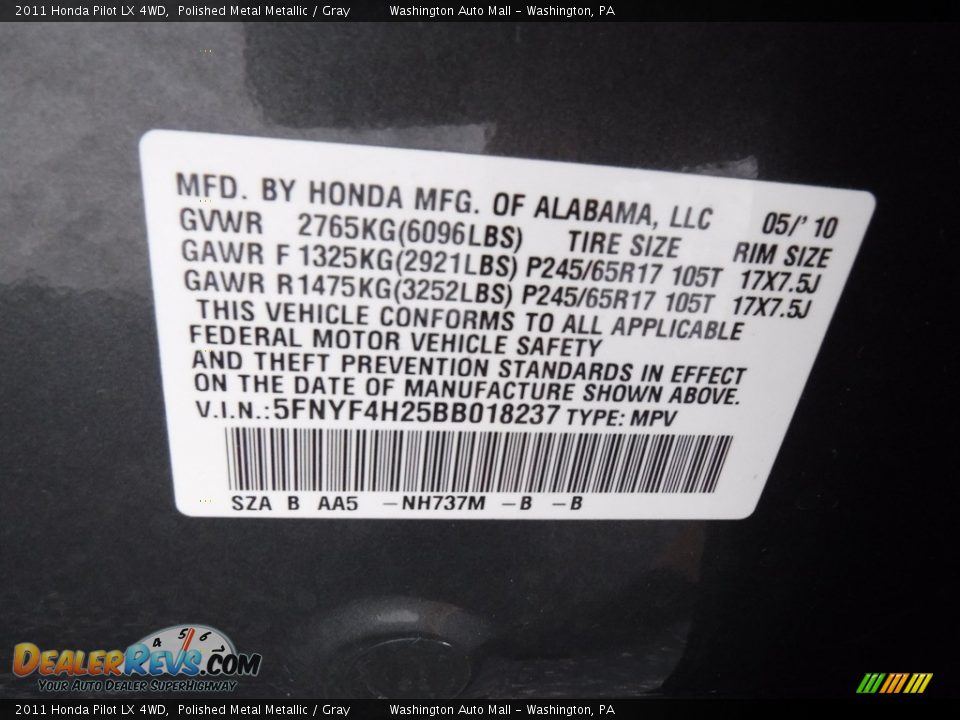 2011 Honda Pilot LX 4WD, Polished Metal Metallic / Gray Washington Auto Mall - Washington, PA
MFD. BY HONDA MFG. OF ALABAMA, LLC 05/' 10
GVWR 2765KG(6096LBS) TIRE SIZE RIM SIZE
GAWR F 1325KG(2921LBS) P245/65R17 105T 17X7.5J
GAWR R1475KG(3252LBS) P245/65R17 105T 17X7.5J
THIS VEHICLE CONFORMS TO ALL APPLICABLE
FEDERAL MOTOR VEHICLE SAFETY
AND THEFT PREVENTION STANDARDS IN EFFECT
ON THE DATE OF MANUFACTURE SHOWN ABOVE.
V.I.N.:5FNYF4H25BB018237 TYPE: MPV
SZA B AA5 -NH737M -B -B
4 5 6
DEALERREVS.COM
YOUR AUTO DEALER SUPERHIGHWAY
2011 Honda Pilot LX 4WD, Polished Metal Metallic / Gray Washington Auto Mall - Washington, PA